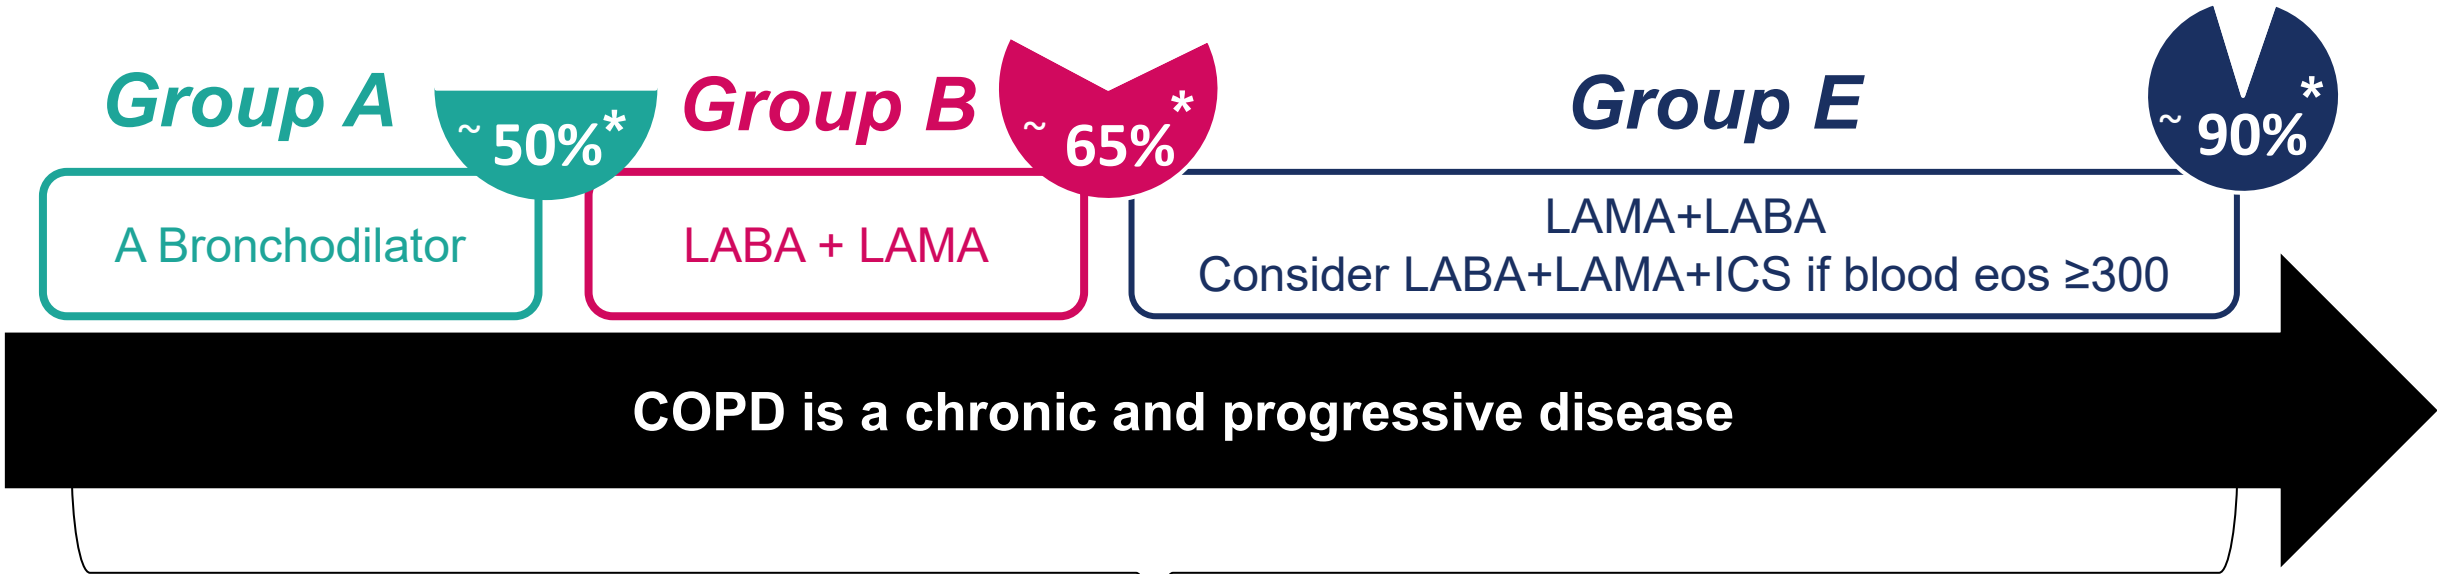 Group A
~ 50%*
Group B
~ 65%*
Group E
~ 90%*
A Bronchodilator
LABA + LAMA
LAMA+LABA
Consider LABA+LAMA+ICS if blood eos ≥300
COPD is a chronic and progressive disease